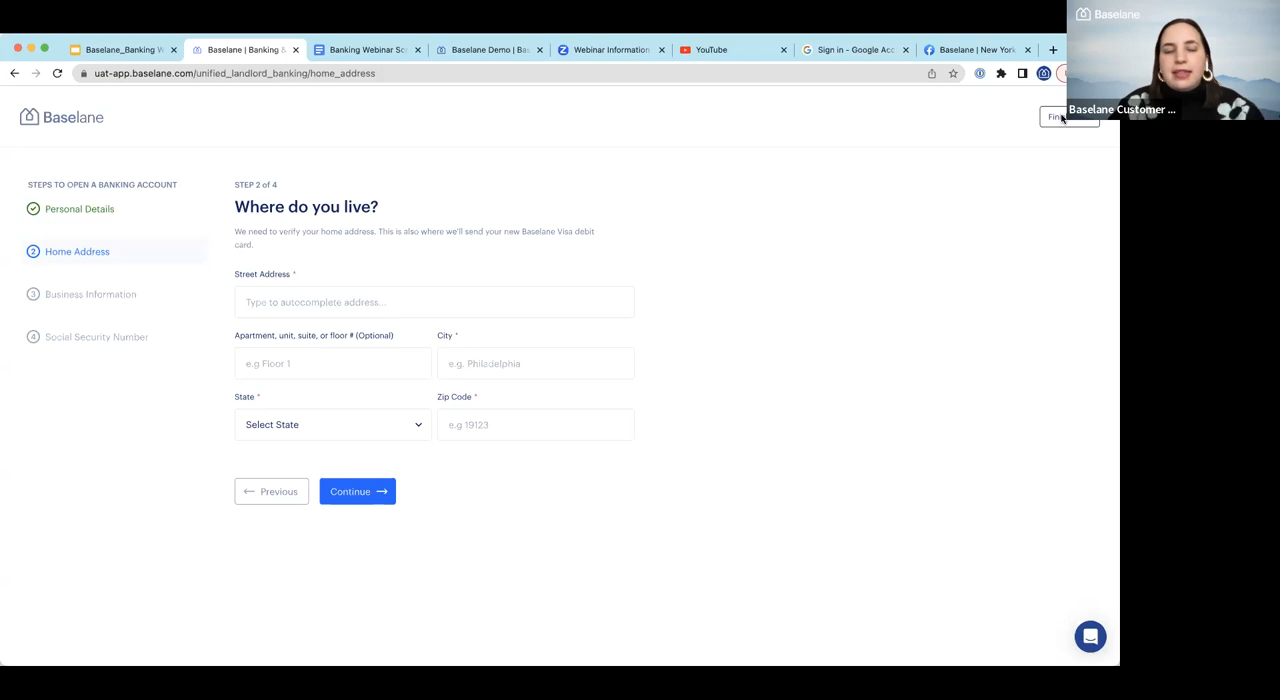 Baselane_Banking W
Baselane | Banking &
Banking Webinar Scr
Baselane Demo | Bas
Webinar Information
YouTube
Sign in - Google Acc
Baselane | New York
Baselane
uat-app.baselane.com/unified_landlord_banking/home_address
Baselane Customer ...
Baselane
Fin
STEPS TO OPEN A BANKING ACCOUNT
Personal Details
2 Home Address
3 Business Information
4 Social Security Number
STEP 2 of 4
Where do you live?
We need to verify your home address. This is also where we'll send your new Baselane Visa debit
card.
Street Address *
Type to autocomplete address...
Apartment, unit, suite, or floor # (Optional)
City *
e.g Floor 1
e.g. Philadelphia
State *
Zip Code *
Select State
e.g 19123
Previous
Continue